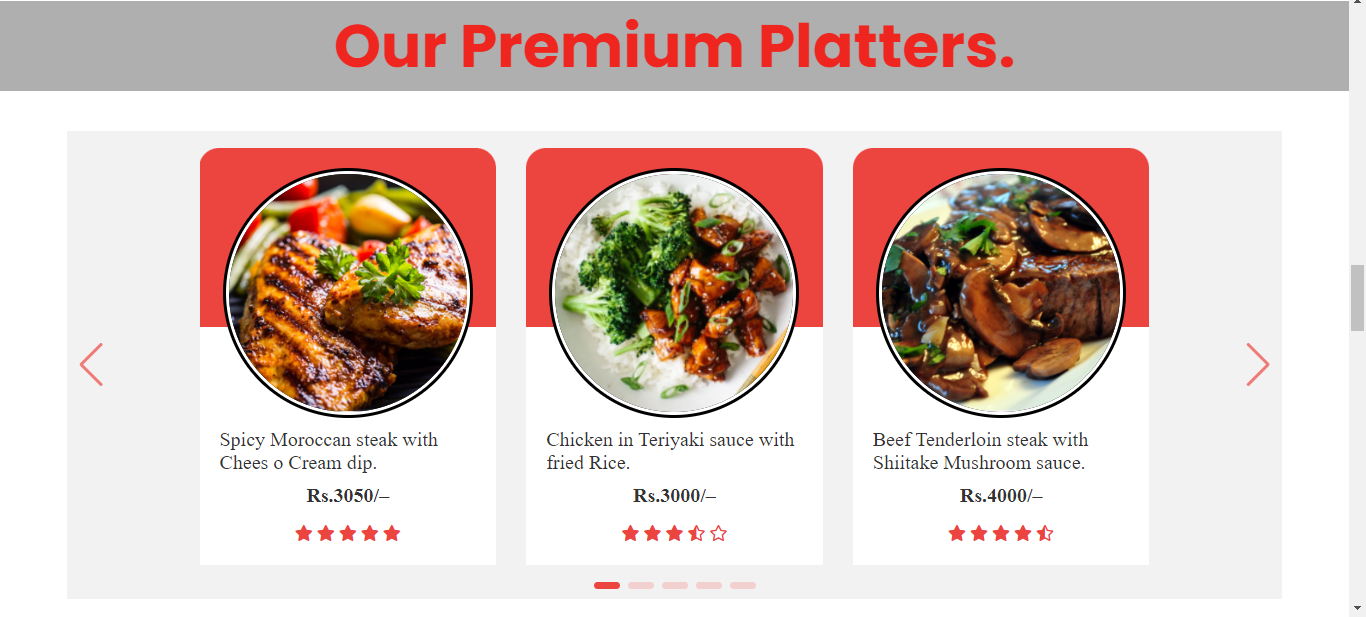 Our Premium Platters.
Spicy Moroccan steak with
Chees o Cream dip.
Rs.3050/–
Chicken in Teriyaki sauce with
fried Rice.
Rs.3000/–
Beef Tenderloin steak with
Shiitake Mushroom sauce.
Rs.4000/–